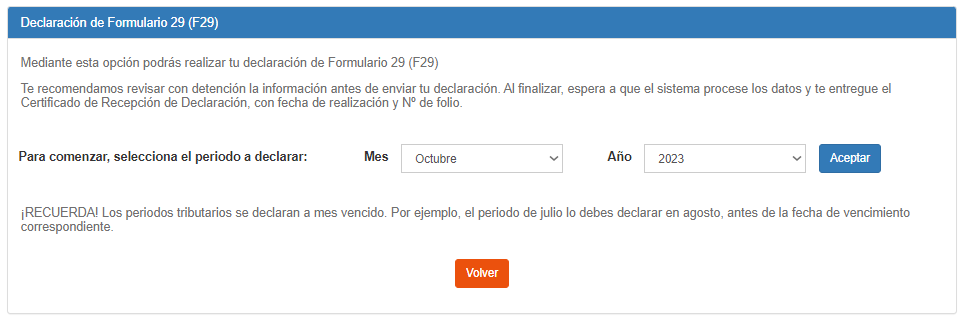 Declaración de Formulario 29 (F29)
Mediante esta opción podrás realizar tu declaración de Formulario 29 (F29)
Te recomendamos revisar con detención la información antes de enviar tu declaración. Al finalizar, espera a que el sistema procese los datos y te entregue el
Certificado de Recepción de Declaración, con fecha de realización y Nº de folio.
Para comenzar, selecciona el periodo a declarar: Mes Octubre Año 2023 Aceptar
¡RECUERDA! Los periodos tributarios se declaran a mes vencido. Por ejemplo, el periodo de julio lo debes declarar en agosto, antes de la fecha de vencimiento
correspondiente.
Volver